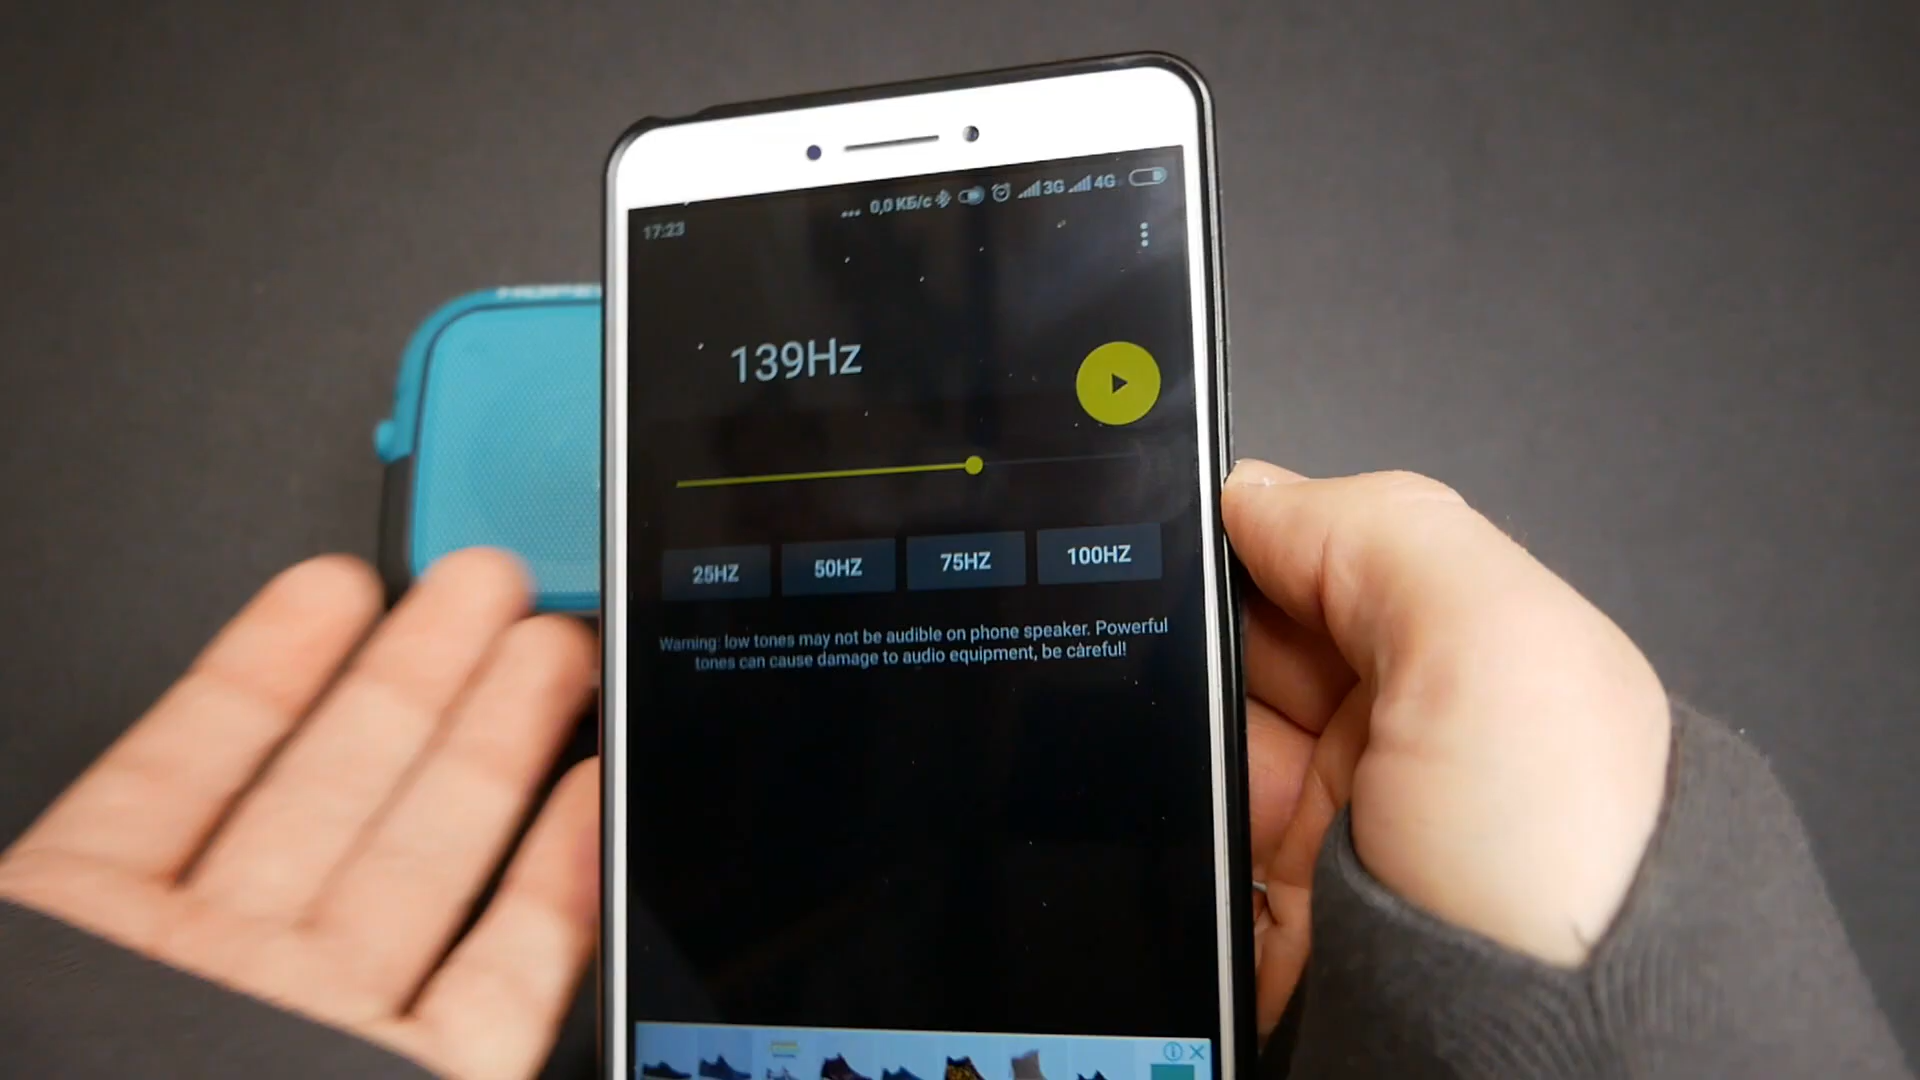 0,0 КБ/с 3G 4G
17:23
139Hz
25HZ 50HZ 75HZ 100HZ
Warning: low tones may not be audible on phone speaker. Powerful
tones can cause damage to audio equipment, be careful!